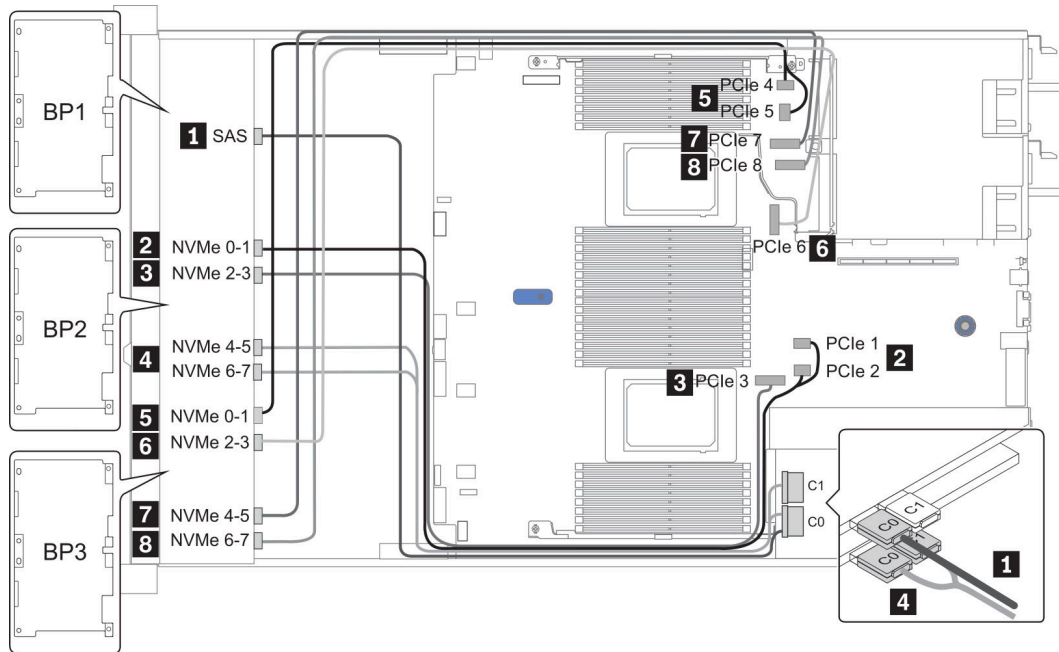 BP1
1 SAS
2 NVMe 0-1
3 NVMe 2-3
BP2
4 NVMe 4-5
NVMe 6-7
5 NVMe 0-1
6 NVMe 2-3
BP3
7 NVMe 4-5
8 NVMe 6-7
5 PCIe 4
PCIe 5
7 PCIe 7
8 PCIe 8
PCIe 6 6
PCIe 1
2
PCIe 2
3 PCIe 3
C1
C0
C1
C0
C0
1
4